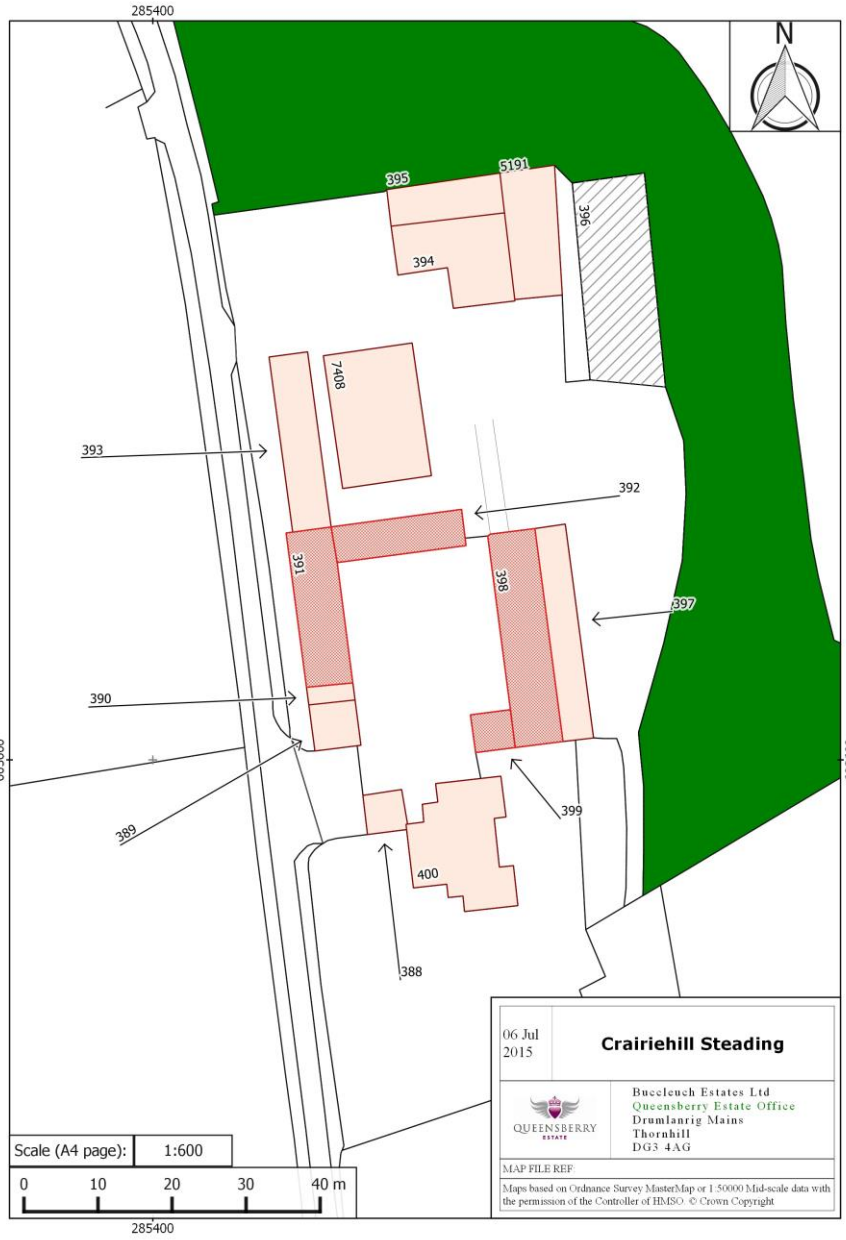 285400
N
395
5191
396
394
7408
393
392
391
398
397
390
389
399
400
388
06 Jul
2015
Crairiehill Steading
QUEENSBERRY
ESTATE
Buccleuch Estates Ltd
Queensberry Estate Office
Drumlanrig Mains
Thornhill
DG3 4AG
MAP FILE REF:
Maps based on Ordnance Survey MasterMap or 1:50000 Mid-scale data with
the permission of the Controller of HMSO. © Crown Copyright
Scale (A4 page): 1:600
0 10 20 30 40 m
285400